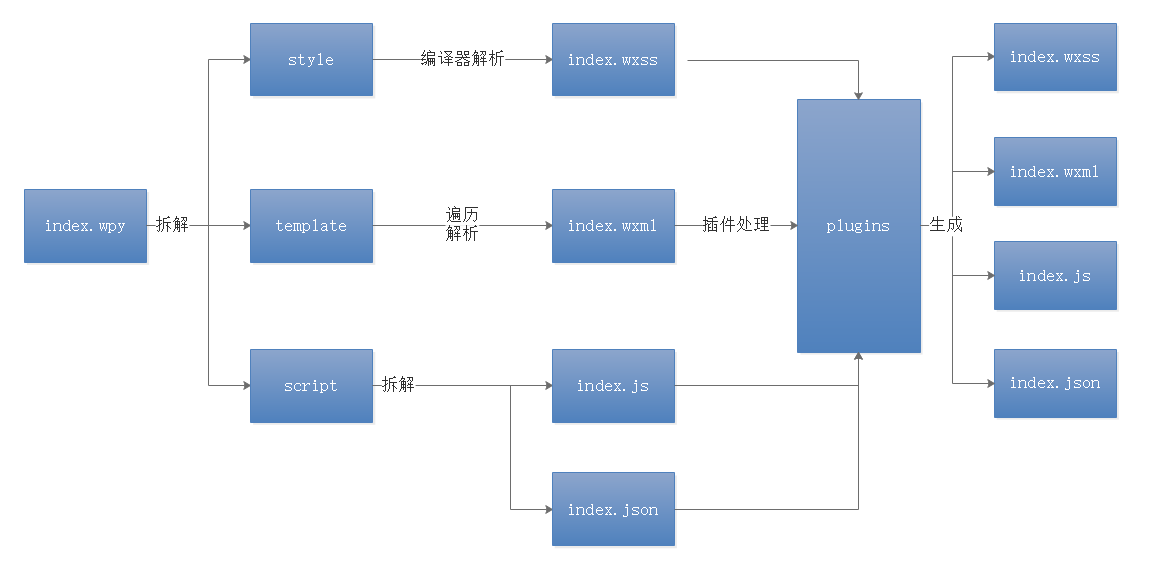 style
编译器解析
index.wxss
index.wxss
index.wxml
index.wpy
拆解
template
遍历
解析
index.wxml
插件处理
plugins
生成
index.js
script
拆解
index.js
index.json
index.json